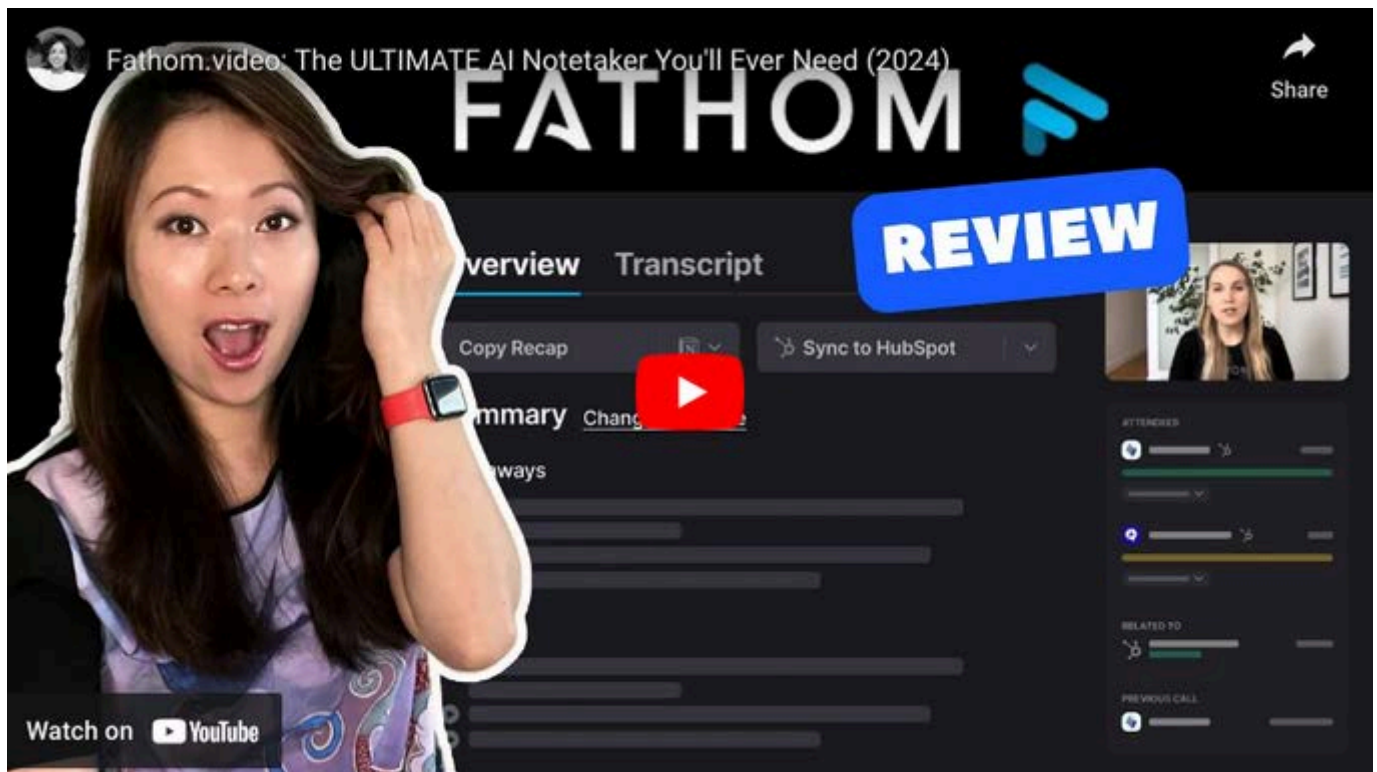 Fathom.video: The ULTIMATE AI Notetaker You'll Ever Need (2024)
Share
FATHOM
REVIEW
verview Transcript
Copy Recap
Sync to HubSpot
mmary Chang e
aways
ATTENDEES
RELATED TO
PREVIOUS CALL
Watch on YouTube